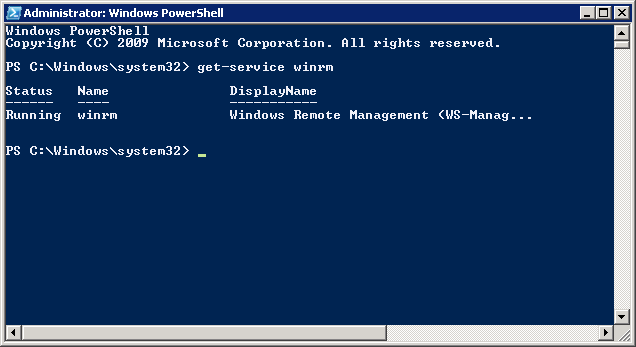 Administrator: Windows PowerShell
Windows PowerShell
Copyright (C) 2009 Microsoft Corporation. All rights reserved.
PS C:\Windows\system32> get-service winrm
Status   Name               DisplayName
------   ----               -----------
Running  winrm              Windows Remote Management (WS-Manag...
PS C:\Windows\system32> _